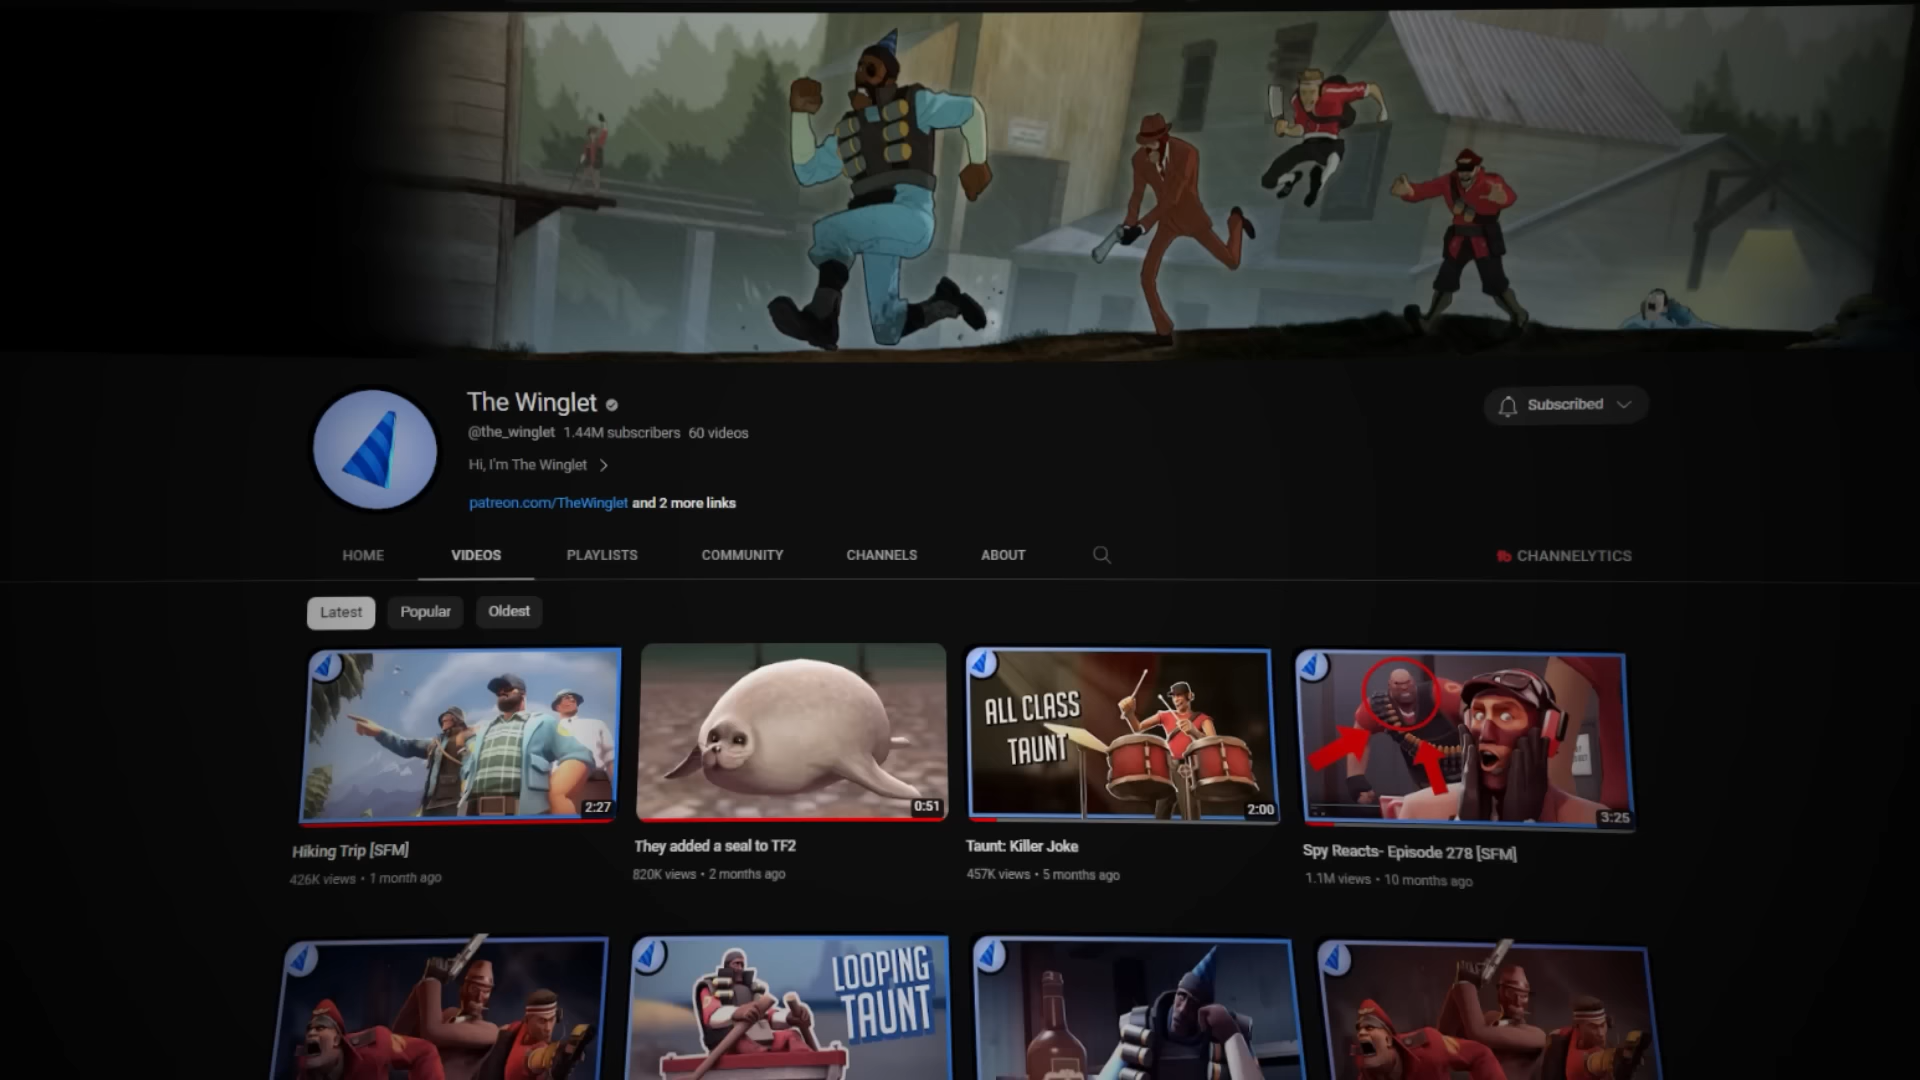 The Winglet
Subscribed
@the_winglet 1.44M subscribers 60 videos
Hi, I'm The Winglet
patreon.com/TheWinglet and 2 more links
HOME VIDEOS PLAYLISTS COMMUNITY CHANNELS ABOUT
CHANNELYTICS
Latest Popular Oldest
ALL CLASS
TAUNT
2:27
0:51
2:00
3:25
Hiking Trip [SFM]
426K views • 1 month ago
They added a seal to TF2
820K views • 2 months ago
Taunt: Killer Joke
457K views • 5 months ago
Spy Reacts- Episode 278 [SFM]
1.1M views • 10 months ago
LOOPING
TAUNT